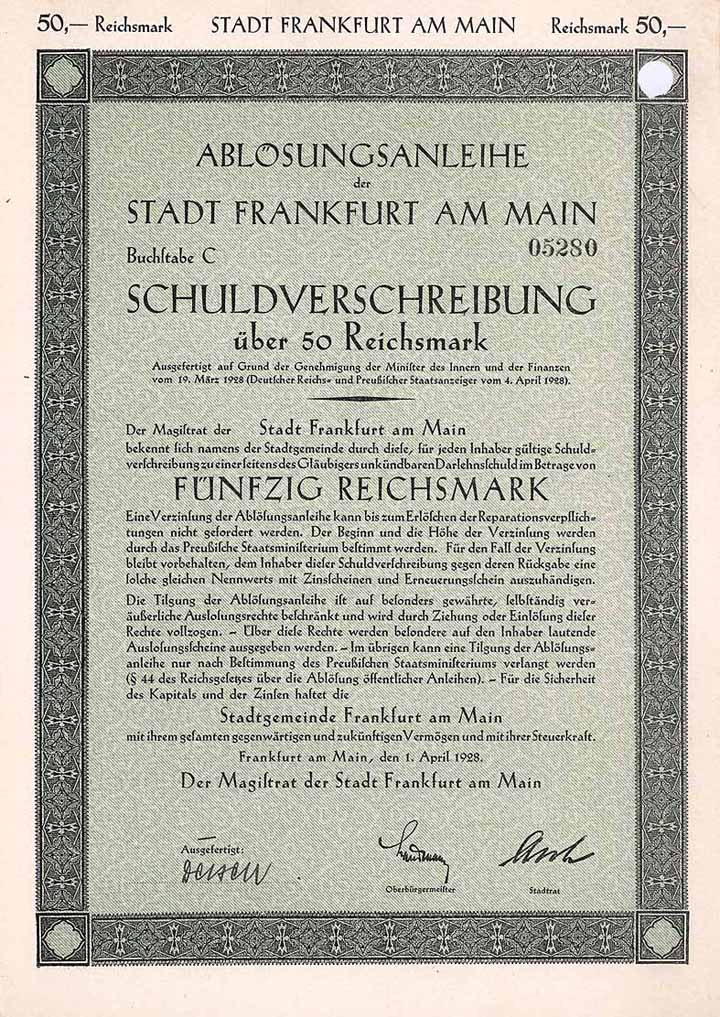 50,— Reichsmark STADT FRANKFURT AM MAIN Reichsmark 50,—
ABLÖSUNGSANLEIHE
der
STADT FRANKFURT AM MAIN
05280
Buchſtabe C
SCHULDVERSCHREIBUNG
über 50 Reichsmark
Ausgefertigt auf Grund der Genehmigung der Miniſter des Innern und der Finanzen
vom 19. März 1928 (Deutſcher Reichs- und Preußiſcher Staatsanzeiger vom 4. April 1928).
Der Magiſtrat der Stadt Frankfurt am Main
bekennt ſich namens der Stadtgemeinde durch dieſe, für jeden Inhaber gültige Schuld-
verſchreibung zu einer ſeitens des Gläubigers unkündbaren Darlehnsſchuld im Betrage von
FÜNFZIG REICHSMARK
Eine Verzinſung der Ablöſungsanleihe kann bis zum Erlöſchen der Reparationsverpflich-
tungen nicht gefordert werden. Der Beginn und die Höhe der Verzinſung werden
durch das Preußiſche Staatsminiſterium beſtimmt werden. Für den Fall der Verzinſung
bleibt vorbehalten, dem Inhaber dieſer Schuldverſchreibung gegen deren Rückgabe eine
ſolche gleichen Nennwerts mit Zinsſcheinen und Erneuerungsſchein auszuhändigen.
Die Tilgung der Ablöſungsanleihe iſt auf beſonders gewährte, ſelbſtändig ver-
äußerliche Ausloſungsrechte beſchränkt und wird durch Ziehung oder Einlöſung dieſer
Rechte vollzogen. – Über dieſe Rechte werden beſondere auf den Inhaber lautende
Ausloſungsſcheine ausgegeben werden. – Im übrigen kann eine Tilgung der Ablöſungs-
anleihe nur nach Beſtimmung des Preußiſchen Staatsminiſteriums verlangt werden
(§ 44 des Reichsgeſetzes über die Ablöſung öffentlicher Anleihen). – Für die Sicherheit
des Kapitals und der Zinſen haftet die
Stadtgemeinde Frankfurt am Main
mit ihrem geſamten gegenwärtigen und zukünftigen Vermögen und mit ihrer Steuerkraft.
Frankfurt am Main, den 1. April 1928.
Der Magiſtrat der Stadt Frankfurt am Main
Ausgefertigt:
Oberbürgermeiſter
Stadtrat